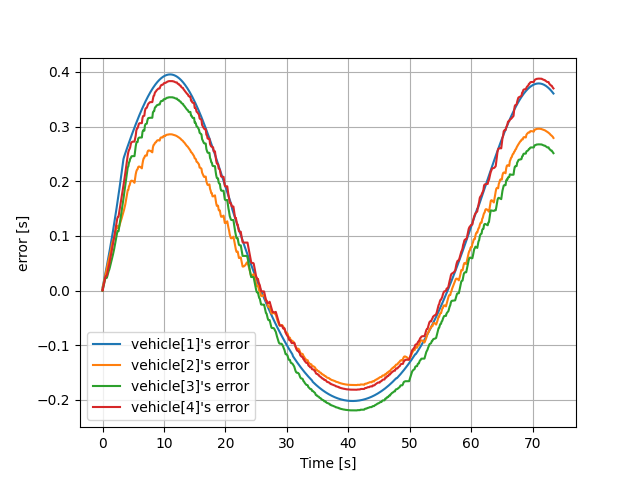 error [s]
0.4
0.3
0.2
0.1
0.0
−0.1
−0.2
vehicle[1]'s error
vehicle[2]'s error
vehicle[3]'s error
vehicle[4]'s error
0 10 20 30 40 50 60 70
Time [s]